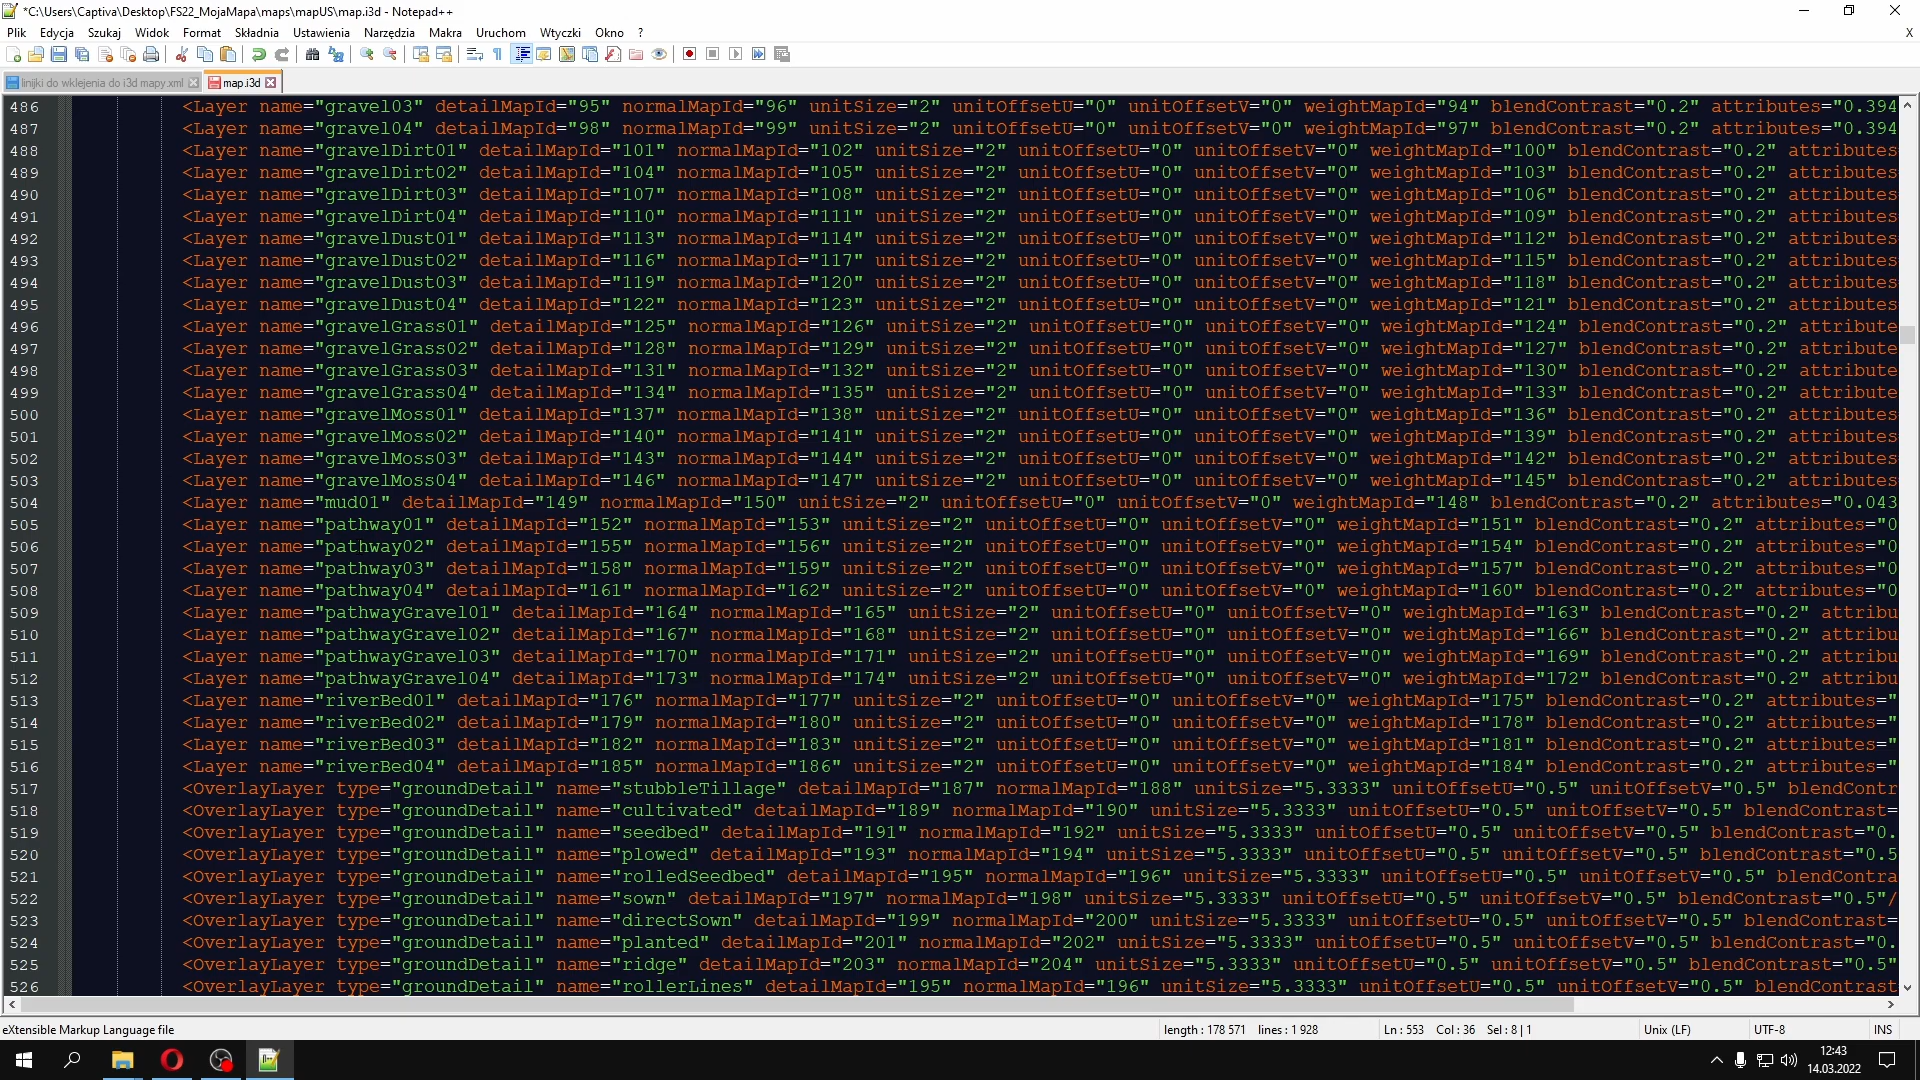 *C:\Users\Captiva\Desktop\FS22_MojaMapa\maps\mapUS\map.i3d - Notepad++
Plik Edycja Szukaj Widok Format Składnia Ustawienia Narzędzia Makra Uruchom Wtyczki Okno ? X
linijki do wklejenia do i3d mapy.xml map.i3d
486 <Layer name="gravel03" detailMapId="95" normalMapId="96" unitSize="2" unitOffsetU="0" unitOffsetV="0" weightMapId="94" blendContrast="0.2" attributes="0.394
487 <Layer name="gravel04" detailMapId="98" normalMapId="99" unitSize="2" unitOffsetU="0" unitOffsetV="0" weightMapId="97" blendContrast="0.2" attributes="0.394
488 <Layer name="gravelDirt01" detailMapId="101" normalMapId="102" unitSize="2" unitOffsetU="0" unitOffsetV="0" weightMapId="100" blendContrast="0.2" attributes
489 <Layer name="gravelDirt02" detailMapId="104" normalMapId="105" unitSize="2" unitOffsetU="0" unitOffsetV="0" weightMapId="103" blendContrast="0.2" attributes
490 <Layer name="gravelDirt03" detailMapId="107" normalMapId="108" unitSize="2" unitOffsetU="0" unitOffsetV="0" weightMapId="106" blendContrast="0.2" attributes
491 <Layer name="gravelDirt04" detailMapId="110" normalMapId="111" unitSize="2" unitOffsetU="0" unitOffsetV="0" weightMapId="109" blendContrast="0.2" attributes
492 <Layer name="gravelDust01" detailMapId="113" normalMapId="114" unitSize="2" unitOffsetU="0" unitOffsetV="0" weightMapId="112" blendContrast="0.2" attributes
493 <Layer name="gravelDust02" detailMapId="116" normalMapId="117" unitSize="2" unitOffsetU="0" unitOffsetV="0" weightMapId="115" blendContrast="0.2" attributes
494 <Layer name="gravelDust03" detailMapId="119" normalMapId="120" unitSize="2" unitOffsetU="0" unitOffsetV="0" weightMapId="118" blendContrast="0.2" attributes
495 <Layer name="gravelDust04" detailMapId="122" normalMapId="123" unitSize="2" unitOffsetU="0" unitOffsetV="0" weightMapId="121" blendContrast="0.2" attributes
496 <Layer name="gravelGrass01" detailMapId="125" normalMapId="126" unitSize="2" unitOffsetU="0" unitOffsetV="0" weightMapId="124" blendContrast="0.2" attribute
497 <Layer name="gravelGrass02" detailMapId="128" normalMapId="129" unitSize="2" unitOffsetU="0" unitOffsetV="0" weightMapId="127" blendContrast="0.2" attribute
498 <Layer name="gravelGrass03" detailMapId="131" normalMapId="132" unitSize="2" unitOffsetU="0" unitOffsetV="0" weightMapId="130" blendContrast="0.2" attribute
499 <Layer name="gravelGrass04" detailMapId="134" normalMapId="135" unitSize="2" unitOffsetU="0" unitOffsetV="0" weightMapId="133" blendContrast="0.2" attribute
500 <Layer name="gravelMoss01" detailMapId="137" normalMapId="138" unitSize="2" unitOffsetU="0" unitOffsetV="0" weightMapId="136" blendContrast="0.2" attributes
501 <Layer name="gravelMoss02" detailMapId="140" normalMapId="141" unitSize="2" unitOffsetU="0" unitOffsetV="0" weightMapId="139" blendContrast="0.2" attributes
502 <Layer name="gravelMoss03" detailMapId="143" normalMapId="144" unitSize="2" unitOffsetU="0" unitOffsetV="0" weightMapId="142" blendContrast="0.2" attributes
503 <Layer name="gravelMoss04" detailMapId="146" normalMapId="147" unitSize="2" unitOffsetU="0" unitOffsetV="0" weightMapId="145" blendContrast="0.2" attributes
504 <Layer name="mud01" detailMapId="149" normalMapId="150" unitSize="2" unitOffsetU="0" unitOffsetV="0" weightMapId="148" blendContrast="0.2" attributes="0.043
505 <Layer name="pathway01" detailMapId="152" normalMapId="153" unitSize="2" unitOffsetU="0" unitOffsetV="0" weightMapId="151" blendContrast="0.2" attributes="0
506 <Layer name="pathway02" detailMapId="155" normalMapId="156" unitSize="2" unitOffsetU="0" unitOffsetV="0" weightMapId="154" blendContrast="0.2" attributes="0
507 <Layer name="pathway03" detailMapId="158" normalMapId="159" unitSize="2" unitOffsetU="0" unitOffsetV="0" weightMapId="157" blendContrast="0.2" attributes="0
508 <Layer name="pathway04" detailMapId="161" normalMapId="162" unitSize="2" unitOffsetU="0" unitOffsetV="0" weightMapId="160" blendContrast="0.2" attributes="0
509 <Layer name="pathwayGravel01" detailMapId="164" normalMapId="165" unitSize="2" unitOffsetU="0" unitOffsetV="0" weightMapId="163" blendContrast="0.2" attribu
510 <Layer name="pathwayGravel02" detailMapId="167" normalMapId="168" unitSize="2" unitOffsetU="0" unitOffsetV="0" weightMapId="166" blendContrast="0.2" attribu
511 <Layer name="pathwayGravel03" detailMapId="170" normalMapId="171" unitSize="2" unitOffsetU="0" unitOffsetV="0" weightMapId="169" blendContrast="0.2" attribu
512 <Layer name="pathwayGravel04" detailMapId="173" normalMapId="174" unitSize="2" unitOffsetU="0" unitOffsetV="0" weightMapId="172" blendContrast="0.2" attribu
513 <Layer name="riverBed01" detailMapId="176" normalMapId="177" unitSize="2" unitOffsetU="0" unitOffsetV="0" weightMapId="175" blendContrast="0.2" attributes="
514 <Layer name="riverBed02" detailMapId="179" normalMapId="180" unitSize="2" unitOffsetU="0" unitOffsetV="0" weightMapId="178" blendContrast="0.2" attributes="
515 <Layer name="riverBed03" detailMapId="182" normalMapId="183" unitSize="2" unitOffsetU="0" unitOffsetV="0" weightMapId="181" blendContrast="0.2" attributes="
516 <Layer name="riverBed04" detailMapId="185" normalMapId="186" unitSize="2" unitOffsetU="0" unitOffsetV="0" weightMapId="184" blendContrast="0.2" attributes="
517 <OverlayLayer type="groundDetail" name="stubbleTillage" detailMapId="187" normalMapId="188" unitSize="5.3333" unitOffsetU="0.5" unitOffsetV="0.5" blendContr
518 <OverlayLayer type="groundDetail" name="cultivated" detailMapId="189" normalMapId="190" unitSize="5.3333" unitOffsetU="0.5" unitOffsetV="0.5" blendContrast=
519 <OverlayLayer type="groundDetail" name="seedbed" detailMapId="191" normalMapId="192" unitSize="5.3333" unitOffsetU="0.5" unitOffsetV="0.5" blendContrast="0.
520 <OverlayLayer type="groundDetail" name="plowed" detailMapId="193" normalMapId="194" unitSize="5.3333" unitOffsetU="0.5" unitOffsetV="0.5" blendContrast="0.5
521 <OverlayLayer type="groundDetail" name="rolledSeedbed" detailMapId="195" normalMapId="196" unitSize="5.3333" unitOffsetU="0.5" unitOffsetV="0.5" blendContra
522 <OverlayLayer type="groundDetail" name="sown" detailMapId="197" normalMapId="198" unitSize="5.3333" unitOffsetU="0.5" unitOffsetV="0.5" blendContrast="0.5"/
523 <OverlayLayer type="groundDetail" name="directSown" detailMapId="199" normalMapId="200" unitSize="5.3333" unitOffsetU="0.5" unitOffsetV="0.5" blendContrast=
524 <OverlayLayer type="groundDetail" name="planted" detailMapId="201" normalMapId="202" unitSize="5.3333" unitOffsetU="0.5" unitOffsetV="0.5" blendContrast="0.
525 <OverlayLayer type="groundDetail" name="ridge" detailMapId="203" normalMapId="204" unitSize="5.3333" unitOffsetU="0.5" unitOffsetV="0.5" blendContrast="0.5"
526 <OverlayLayer type="groundDetail" name="rollerLines" detailMapId="195" normalMapId="196" unitSize="5.3333" unitOffsetU="0.5" unitOffsetV="0.5" blendContrast
eXtensible Markup Language file length : 178 571 lines : 1 928 Ln : 553 Col : 36 Sel : 8 | 1 Unix (LF) UTF-8 INS
12:43
14.03.2022